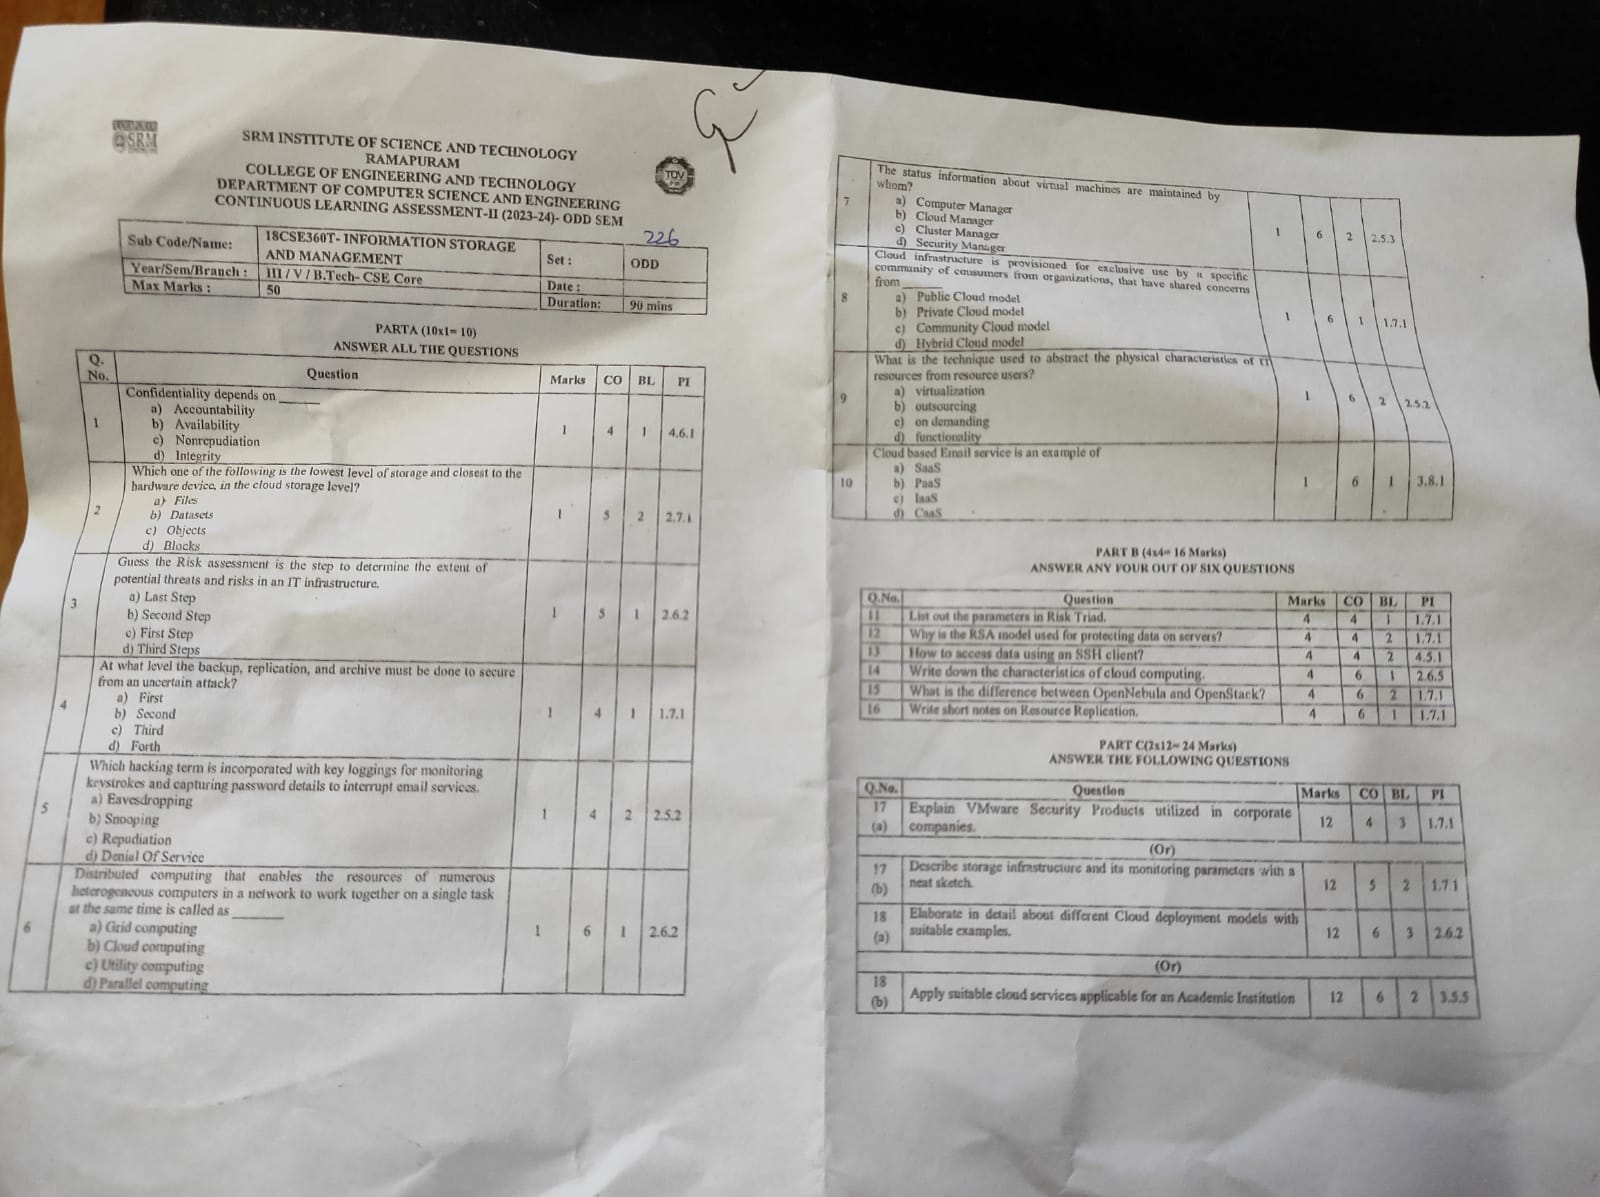 SRM
SRM INSTITUTE OF SCIENCE AND TECHNOLOGY
RAMAPURAM
COLLEGE OF ENGINEERING AND TECHNOLOGY
DEPARTMENT OF COMPUTER SCIENCE AND ENGINEERING
CONTINUOUS LEARNING ASSESSMENT-II (2023-24)- ODD SEM
TUV
226
Sub Code/Name: 18CSE360T- INFORMATION STORAGE AND MANAGEMENT Set : ODD
Year/Sem/Branch : III / V / B.Tech- CSE Core Date :
Max Marks : 50 Duration: 90 mins
PARTA (10x1= 10)
ANSWER ALL THE QUESTIONS
Q. No. Question Marks CO BL PI
1 Confidentiality depends on ______ 1 4 1 4.6.1
a) Accountability
b) Availability
c) Nonrepudiation
d) Integrity
2 Which one of the following is the lowest level of storage and closest to the
hardware device, in the cloud storage level? 1 5 2 2.7.1
a) Files
b) Datasets
c) Objects
d) Blocks
3 Guess the Risk assessment is the step to determine the extent of
potential threats and risks in an IT infrastructure. 1 5 1 2.6.2
a) Last Step
b) Second Step
c) First Step
d) Third Steps
4 At what level the backup, replication, and archive must be done to secure
from an uncertain attack? 1 4 1 1.7.1
a) First
b) Second
c) Third
d) Forth
5 Which hacking term is incorporated with key loggings for monitoring
keystrokes and capturing password details to interrupt email services. 1 4 2 2.5.2
a) Eavesdropping
b) Snooping
c) Repudiation
d) Denial Of Service
6 Distributed computing that enables the resources of numerous
heterogeneous computers in a network to work together on a single task
at the same time is called as ______ 1 6 1 2.6.2
a) Grid computing
b) Cloud computing
c) Utility computing
d) Parallel computing
7 The status information about virtual machines are maintained by
whom? 1 6 2 2.5.3
a) Computer Manager
b) Cloud Manager
c) Cluster Manager
d) Security Manager
8 Cloud infrastructure is provisioned for exclusive use by a specific
community of consumers from organizations, that have shared concerns
from ______ 1 6 1 1.7.1
a) Public Cloud model
b) Private Cloud model
c) Community Cloud model
d) Hybrid Cloud model
9 What is the technique used to abstract the physical characteristics of IT
resources from resource users? 1 6 2 2.5.2
a) virtualization
b) outsourcing
c) on demanding
d) functionality
10 Cloud based Email service is an example of 1 6 1 3.8.1
a) SaaS
b) PaaS
c) IaaS
d) CaaS
PART B (4x4= 16 Marks)
ANSWER ANY FOUR OUT OF SIX QUESTIONS
Q.No. Question Marks CO BL PI
11 List out the parameters in Risk Triad. 4 4 1 1.7.1
12 Why is the RSA model used for protecting data on servers? 4 4 2 1.7.1
13 How to access data using an SSH client? 4 4 2 4.5.1
14 Write down the characteristics of cloud computing. 4 6 1 2.6.5
15 What is the difference between OpenNebula and OpenStack? 4 6 2 1.7.1
16 Write short notes on Resource Replication. 4 6 1 1.7.1
PART C(2x12= 24 Marks)
ANSWER THE FOLLOWING QUESTIONS
Q.No. Question Marks CO BL PI
17 (a) Explain VMware Security Products utilized in corporate
companies. 12 4 3 1.7.1
(Or)
17 (b) Describe storage infrastructure and its monitoring parameters with a
neat sketch. 12 5 2 1.7.1
18 (a) Elaborate in detail about different Cloud deployment models with
suitable examples. 12 6 3 2.6.2
(Or)
18 (b) Apply suitable cloud services applicable for an Academic Institution 12 6 2 3.5.5